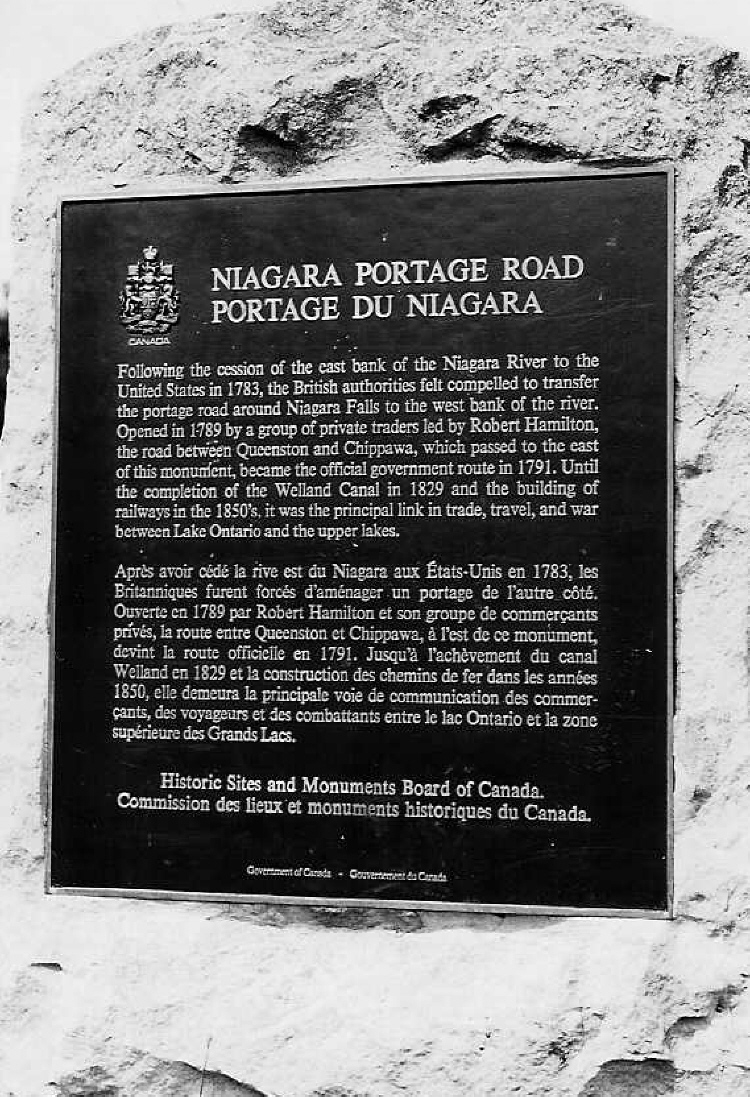 CANADA
NIAGARA PORTAGE ROAD
PORTAGE DU NIAGARA
Following the cession of the east bank of the Niagara River to the
United States in 1783, the British authorities felt compelled to transfer
the portage road around Niagara Falls to the west bank of the river.
Opened in 1789 by a group of private traders led by Robert Hamilton,
the road between Queenston and Chippawa, which passed to the east
of this monument, became the official government route in 1791. Until
the completion of the Welland Canal in 1829 and the building of
railways in the 1850's, it was the principal link in trade, travel, and war
between Lake Ontario and the upper lakes.
Après avoir cédé la rive est du Niagara aux États-Unis en 1783, les
Britanniques furent forcés d'aménager un portage de l'autre côté.
Ouverte en 1789 par Robert Hamilton et son groupe de commerçants
privés, la route entre Queenston et Chippawa, à l'est de ce monument,
devint la route officielle en 1791. Jusqu'à l'achèvement du canal
Welland en 1829 et la construction des chemins de fer dans les années
1850, elle demeura la principale voie de communication des commer-
çants, des voyageurs et des combattants entre le lac Ontario et la zone
supérieure des Grands Lacs.
Historic Sites and Monuments Board of Canada.
Commission des lieux et monuments historiques du Canada.
Government of Canada - Gouvernement du Canada